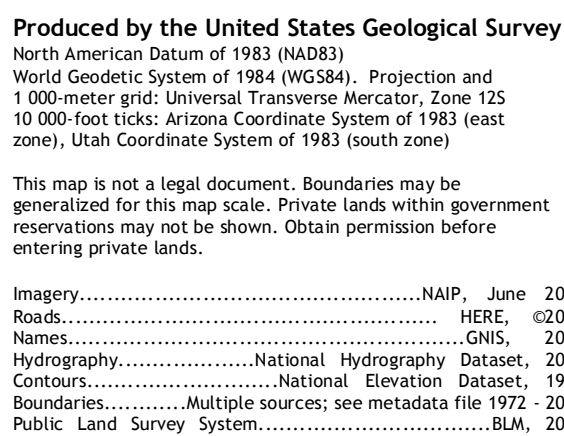 Produced by the United States Geological Survey
North American Datum of 1983 (NAD83)
World Geodetic System of 1984 (WGS84).  Projection and
1 000-meter grid: Universal Transverse Mercator, Zone 12S
10 000-foot ticks: Arizona Coordinate System of 1983 (east
zone), Utah Coordinate System of 1983 (south zone)
This map is not a legal document. Boundaries may be
generalized for this map scale. Private lands within government
reservations may not be shown. Obtain permission before
entering private lands.
Imagery....................................................NAIP, June 20
Roads......................................................... HERE, ©20
Names............................................................GNIS, 20
Hydrography.....................National Hydrography Dataset, 20
Contours.............................National Elevation Dataset, 19
Boundaries............Multiple sources; see metadata file 1972 - 20
Public Land Survey System...................................BLM, 20